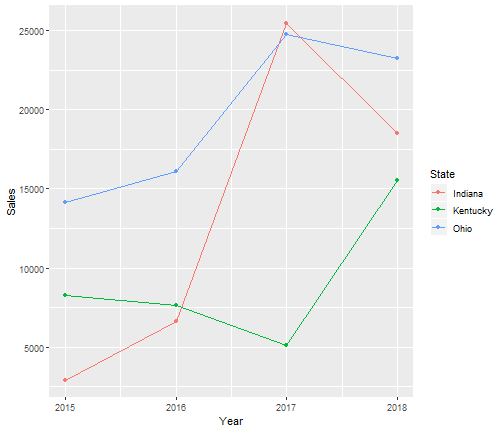 25000
20000
15000
10000
5000
Sales
2015 2016 2017 2018
Year
State
Indiana
Kentucky
Ohio